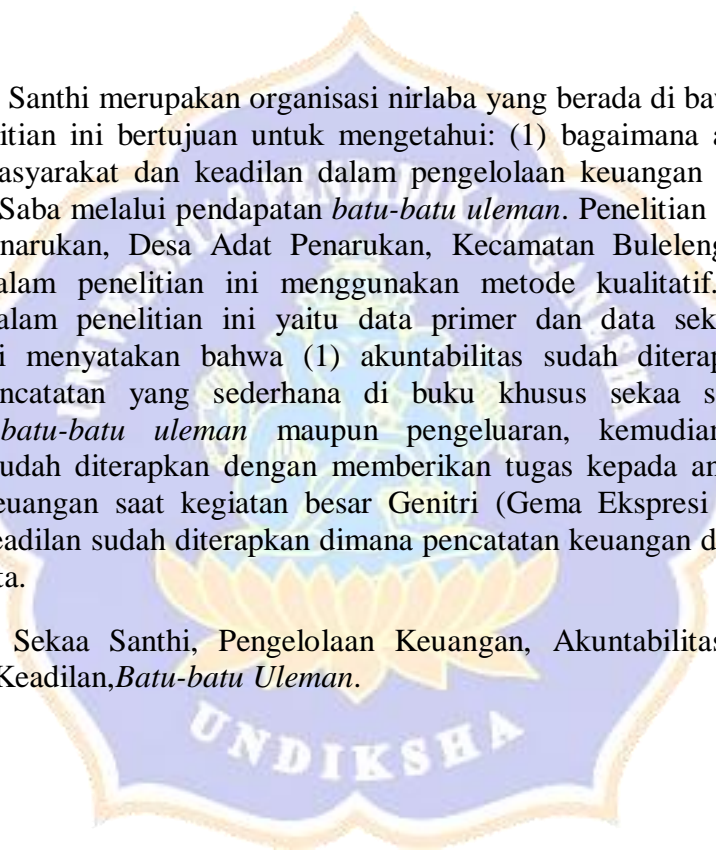 Santhi merupakan organisasi nirlaba yang berada di
itian ini bertujuan untuk mengetahui: (1) bagaimana
asyarakat dan keadilan dalam pengelolaan keuangan
Saba melalui pendapatan batu-batu uleman. Penelitian
narukan, Desa Adat Penarukan, Kecamatan Buleleng
alam penelitian ini menggunakan metode kualitatif.
alam penelitian ini yaitu data primer dan data sek
i menyatakan bahwa (1) akuntabilitas sudah diterap
ncatatan yang sederhana di buku khusus sekaa s
batu-batu uleman maupun pengeluaran, kemudian
udah diterapkan dengan memberikan tugas kepada an
euangan saat kegiatan besar Genitri (Gema Ekspresi
eadilan sudah diterapkan dimana pencatatan keuangan d
ta.
Sekaa Santhi, Pengelolaan Keuangan, Akuntabilitas
Keadilan,Batu-batu Uleman.
UNIVERSITAS PENDIDIKAN GANESHA
UNDIKSHA